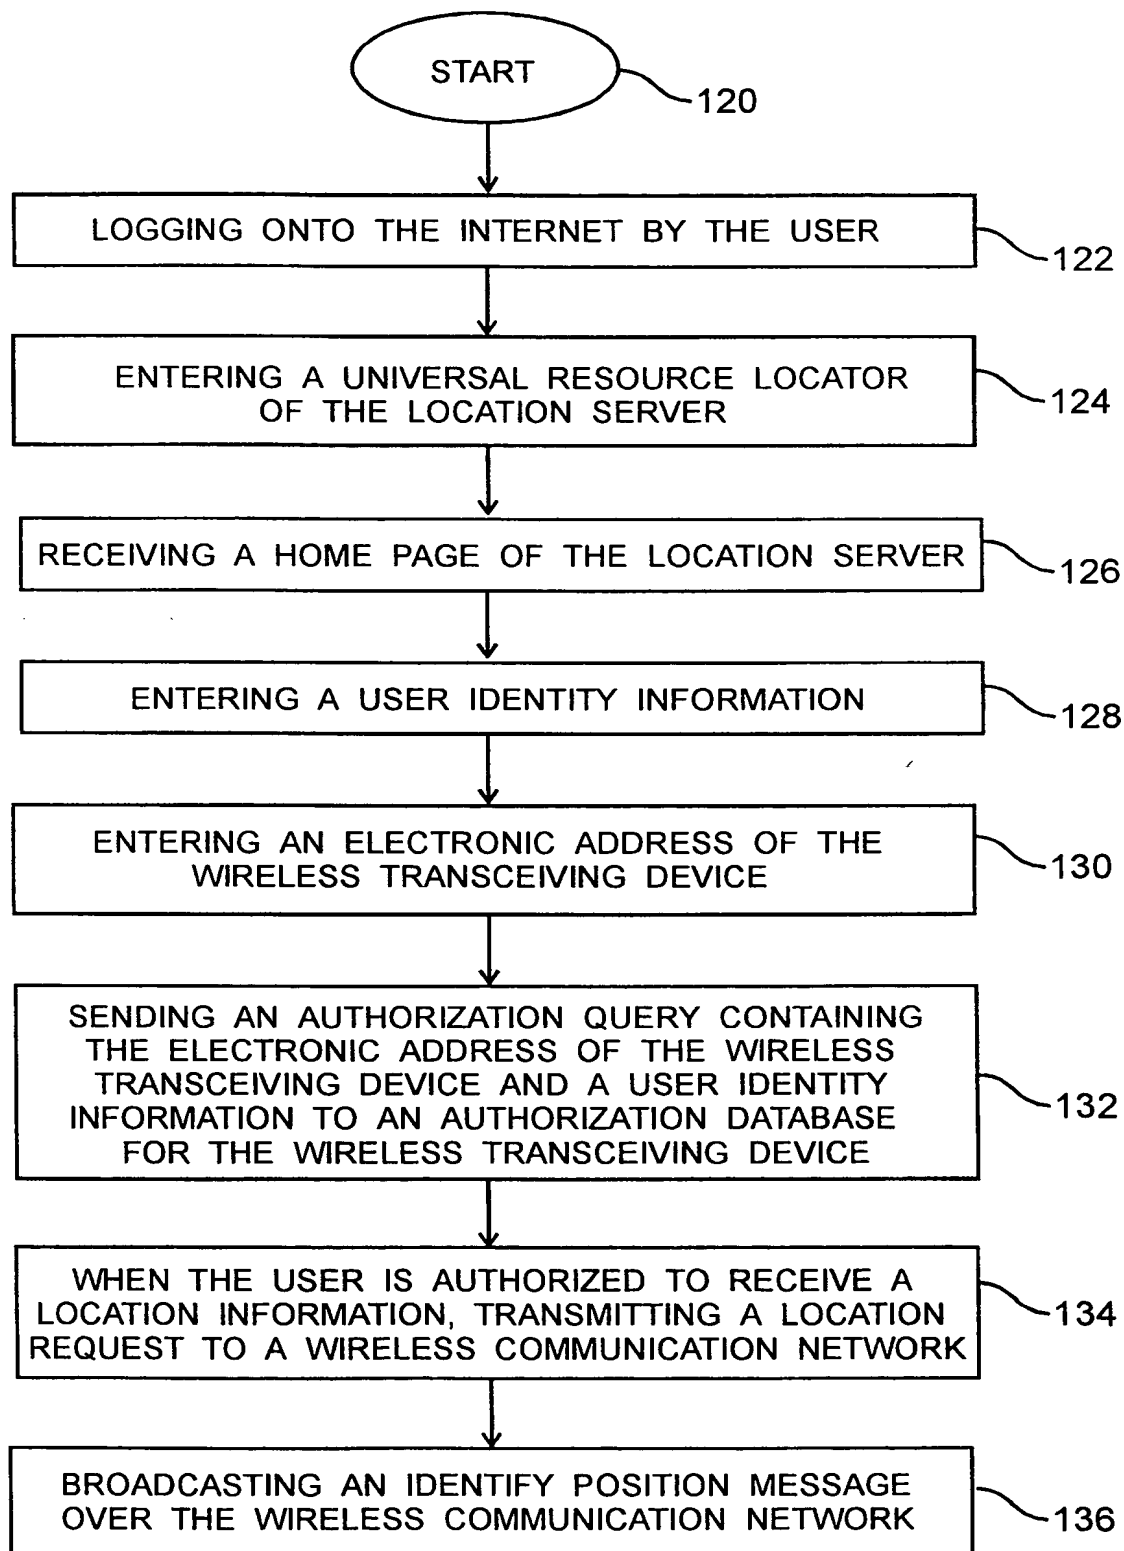 START
120
LOGGING ONTO THE INTERNET BY THE USER
122
ENTERING A UNIVERSAL RESOURCE LOCATOR
OF THE LOCATION SERVER
124
RECEIVING A HOME PAGE OF THE LOCATION SERVER
126
ENTERING A USER IDENTITY INFORMATION
128
ENTERING AN ELECTRONIC ADDRESS OF THE
WIRELESS TRANSCEIVING DEVICE
130
SENDING AN AUTHORIZATION QUERY CONTAINING
THE ELECTRONIC ADDRESS OF THE WIRELESS
TRANSCEIVING DEVICE AND A USER IDENTITY
INFORMATION TO AN AUTHORIZATION DATABASE
FOR THE WIRELESS TRANSCEIVING DEVICE
132
WHEN THE USER IS AUTHORIZED TO RECEIVE A
LOCATION INFORMATION, TRANSMITTING A LOCATION
REQUEST TO A WIRELESS COMMUNICATION NETWORK
134
BROADCASTING AN IDENTIFY POSITION MESSAGE
OVER THE WIRELESS COMMUNICATION NETWORK
136